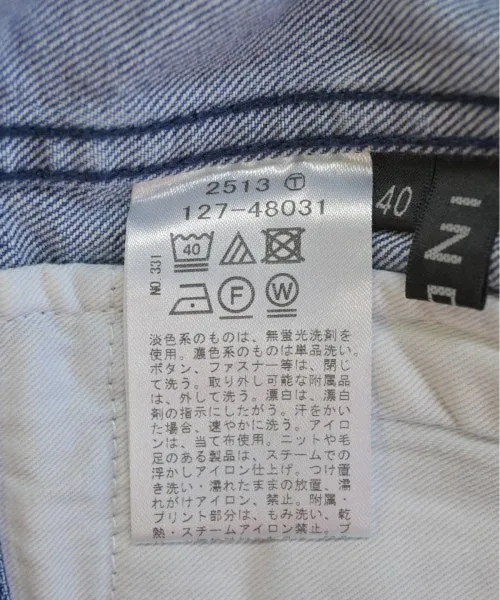 2513 Ⓣ
127-48031
40
F W
NO.331
淡色系のものは、無蛍光洗剤を
使用。濃色系のものは単品洗い。
ボタン、ファスナー等は、閉じ
て洗う。取り外し可能な附属品
は、外して洗う。漂白は、漂白
剤の指示にしたがう。汗をかい
た場合、速やかに洗う。アイロ
ンは、当て布使用。ニットや毛
足のある製品は、スチームでの
浮かしアイロン仕上げ。つけ置
き洗い・濡れたままの放置、濡
れがけアイロン、禁止。附属・
プリント部分は、もみ洗い、乾
熱・スチームアイロン禁止。プ
40
IN